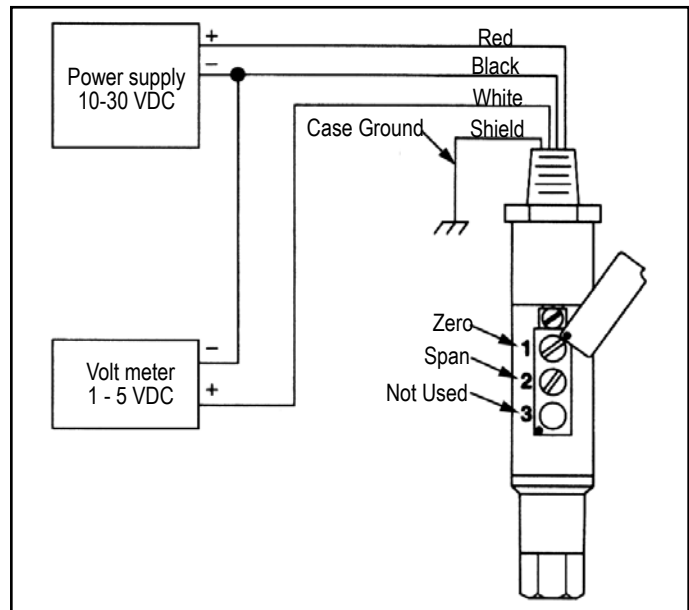 Power supply
10-30 VDC
+
–
Red
Black
White
Shield
Case Ground
Volt meter
1 - 5 VDC
–
+
Zero
Span
Not Used
1
2
3